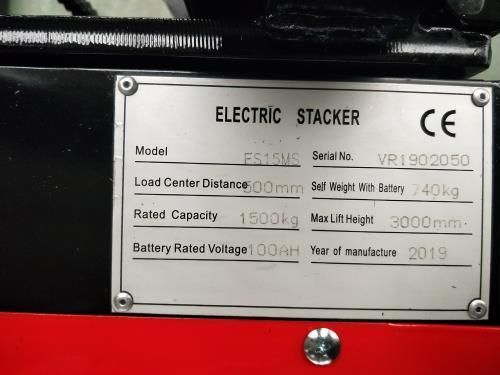 ELECTRIC STACKER
CE
Model ES15MS Serial No. VR1902050
Load Center Distance 500mm Self Weight With Battery 740kg
Rated Capacity 1500kg Max Lift Height 3000mm
Battery Rated Voltage 100AH Year of manufacture 2019